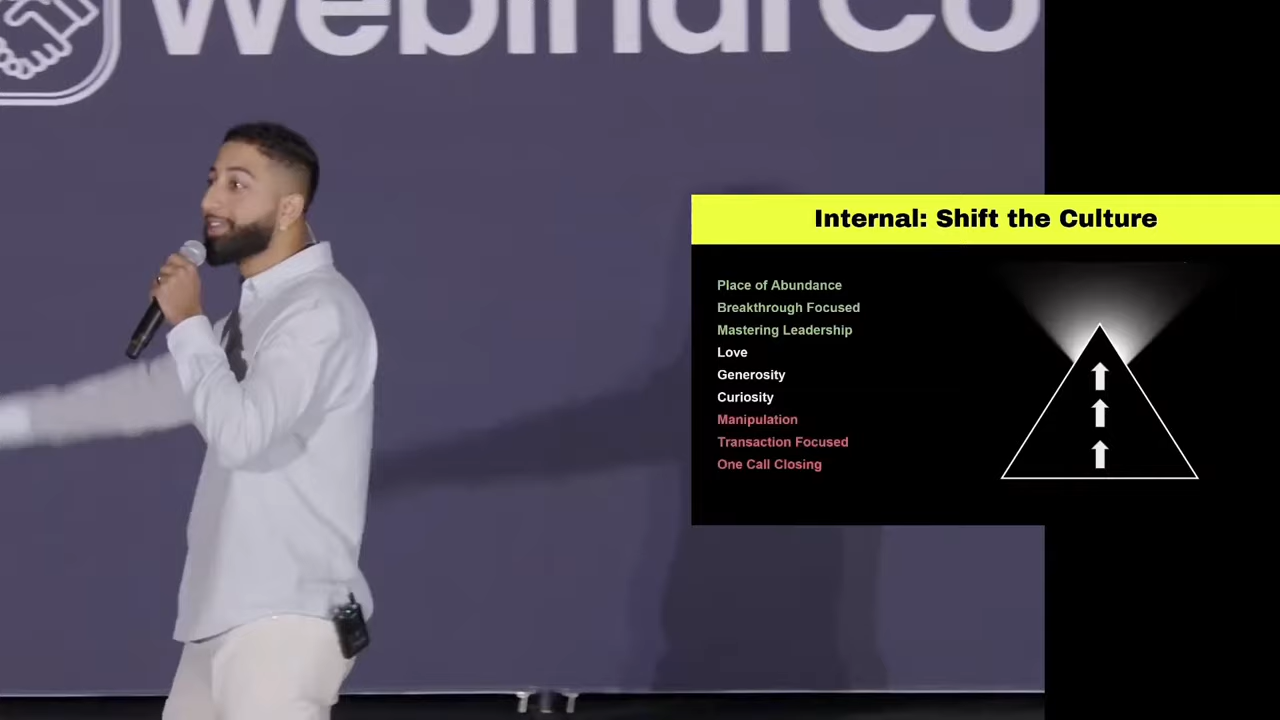 WebinarCo
Internal: Shift the Culture
Place of Abundance
Breakthrough Focused
Mastering Leadership
Love
Generosity
Curiosity
Manipulation
Transaction Focused
One Call Closing